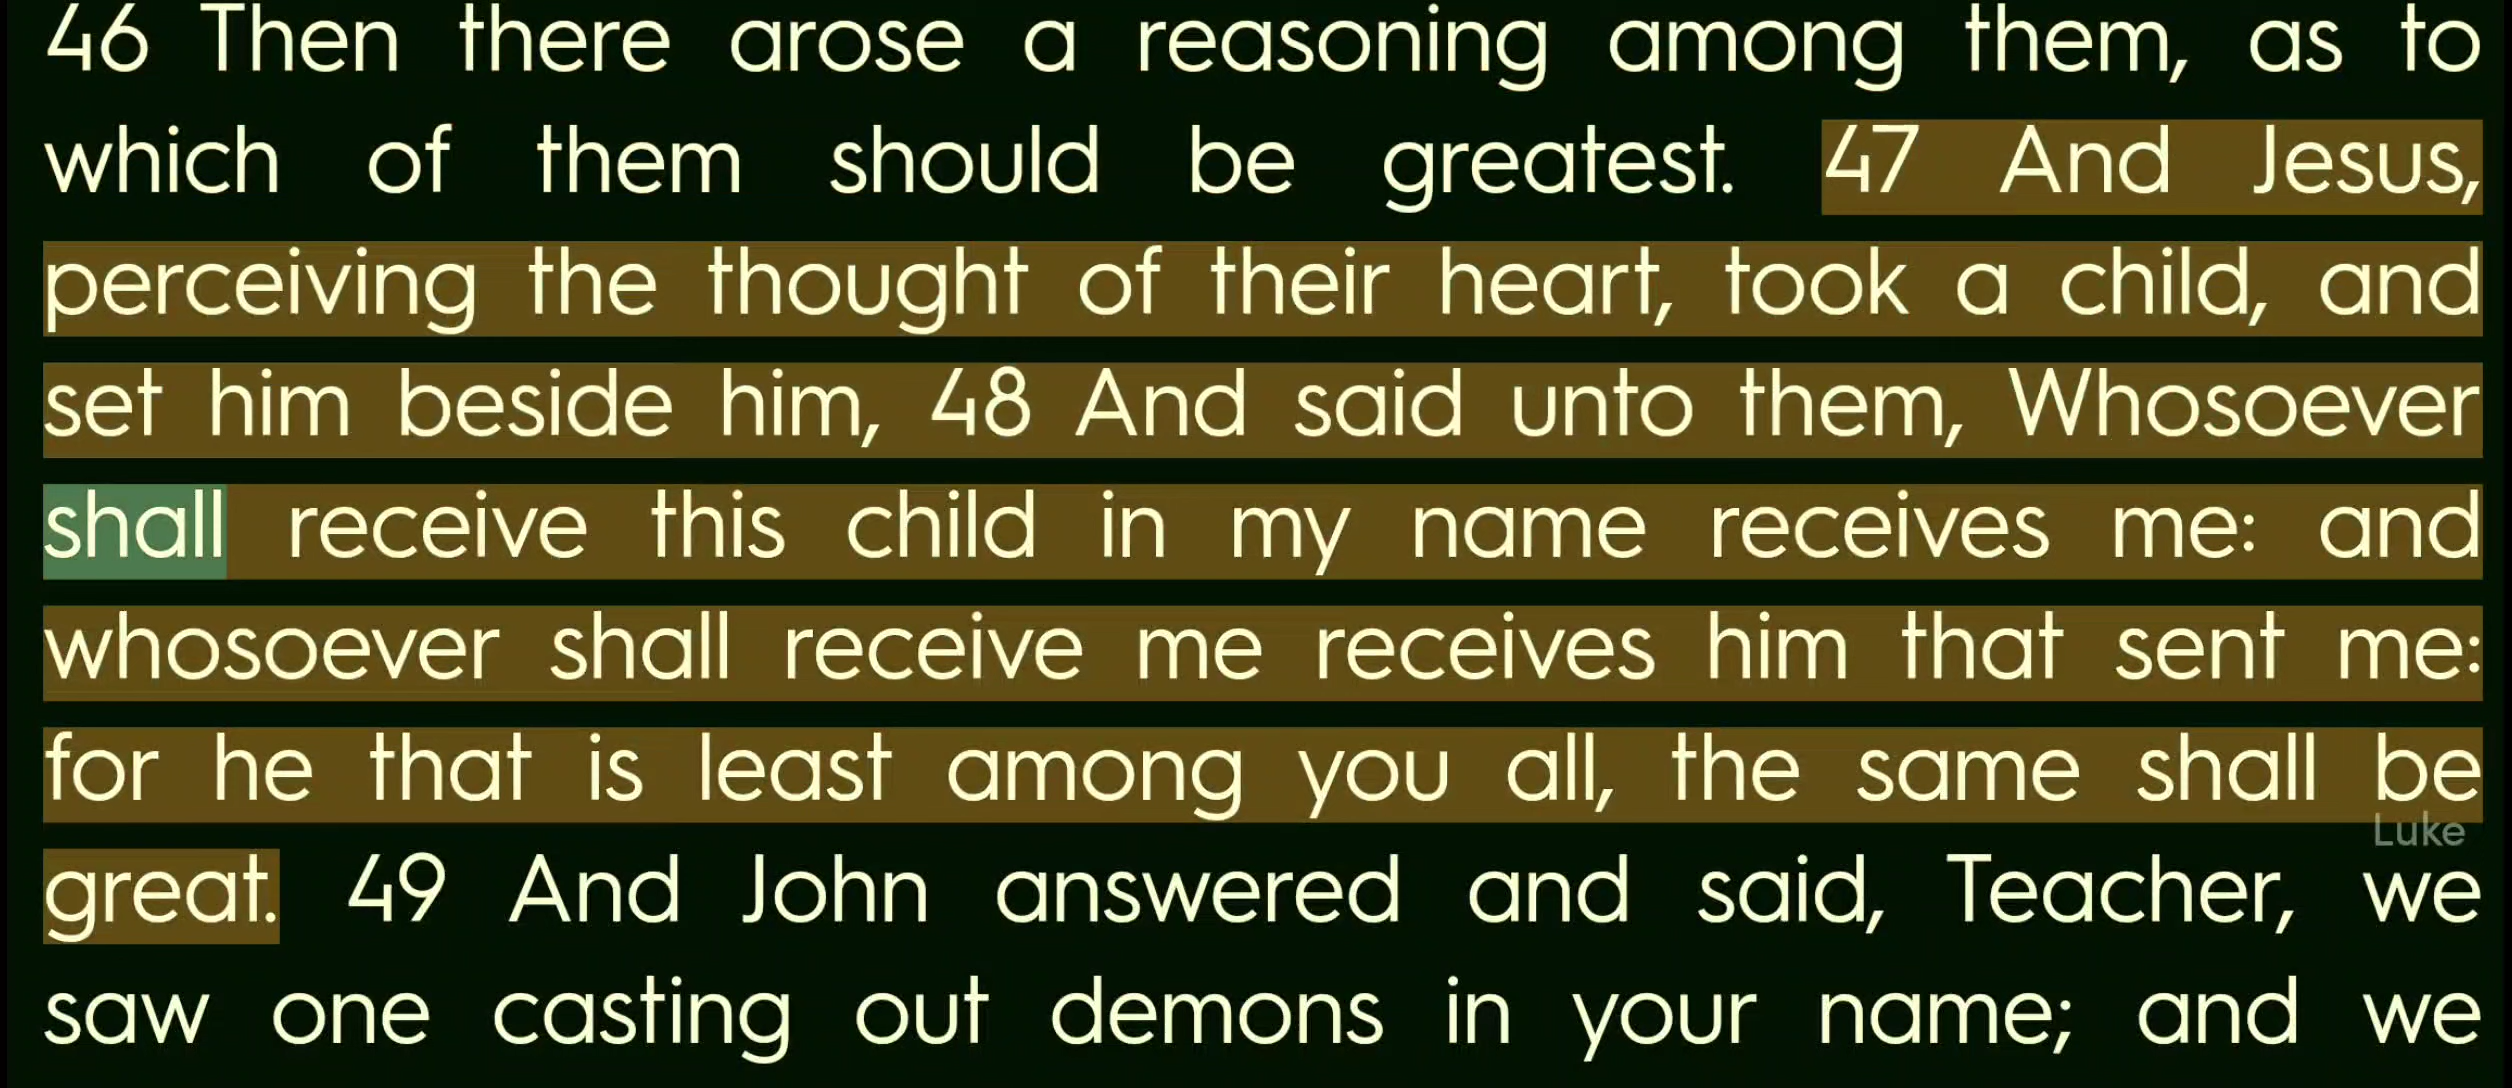 46 Then there arose a reasoning among them, as to
which of them should be greatest. 47 And Jesus,
perceiving the thought of their heart, took a child, and
set him beside him, 48 And said unto them, Whosoever
shall receive this child in my name receives me: and
whosoever shall receive me receives him that sent me:
for he that is least among you all, the same shall be
Luke
great. 49 And John answered and said, Teacher, we
saw one casting out demons in your name; and we